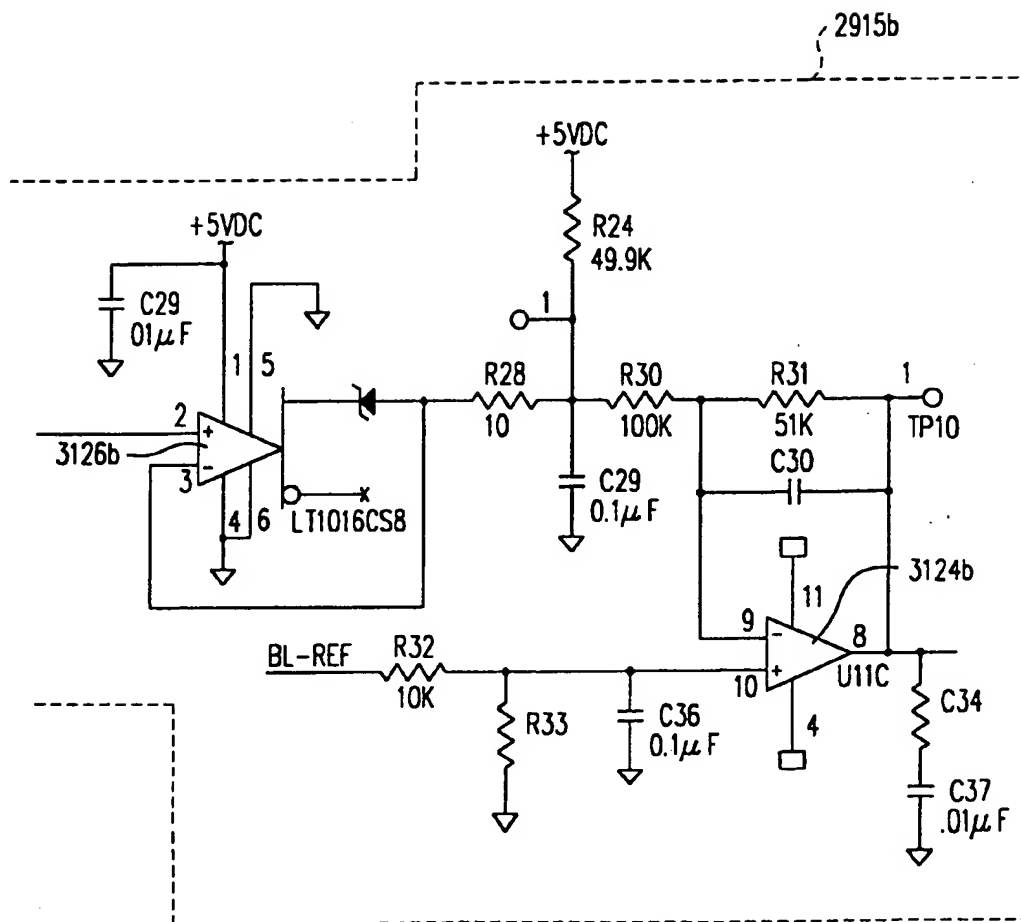 2915b
+5VDC
R24
49.9K
+5VDC
C29
01μF
1
1 5
R28
10
R30
100K
R31
51K
1
TP10
2
+
3126b
-
3
4 6
LT1016CS8
C29
0.1μF
C30
11
3124b
9
-
8
BL-REF
R32
10K
+
10
U11C
R33
C36
0.1μF
4
C34
C37
.01μF